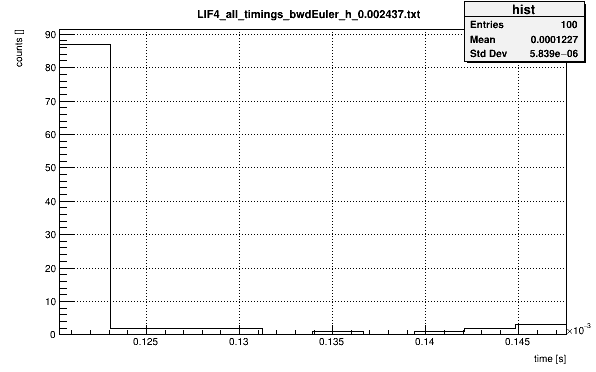 LIF4_all_timings_bwdEuler_h_0.002437.txt
hist
Entries 100
Mean 0.0001227
Std Dev 5.839e−06
counts []
90
80
70
60
50
40
30
20
10
0
0.125 0.13 0.135 0.14 0.145
×10−3
time [s]